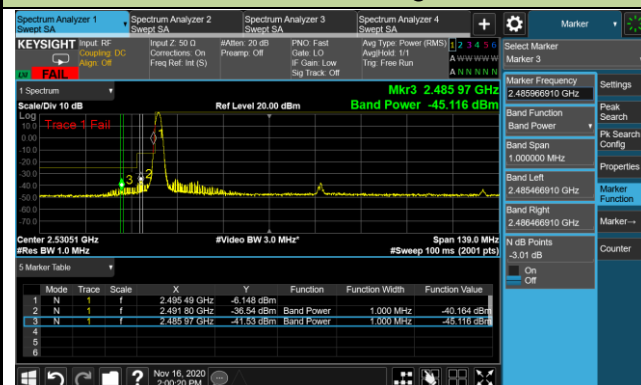 Spectrum Analyzer 1
Swept SA
Spectrum Analyzer 2
Swept SA
Spectrum Analyzer 3
Swept SA
Spectrum Analyzer 4
Swept SA
+
Marker
KEYSIGHT
Input: RF
Coupling: DC
Align: Off
Input Z: 50 Ω
Corrections: On
Freq Ref: Int (S)
#Atten: 20 dB
Preamp: Off
PNO: Fast
Gate: LO
IF Gain: Low
Sig Track: Off
Avg Type: Power (RMS)
Avg|Hold: 1/1
Trig: Free Run
1 2 3 4 5 6
A W W W W W
A N N N N N
LXI
FAIL
Select Marker
Marker 3
1 Spectrum
Scale/Div 10 dB
Ref Level 20.00 dBm
Mkr3 2.485 97 GHz
Band Power -45.116 dBm
Log
Trace 1 Fail
10.0
0.00
-10.0
-20.0
-30.0
-40.0
-50.0
-60.0
-70.0
1
2
3
Center 2.53051 GHz
#Res BW 1.0 MHz
#Video BW 3.0 MHz*
Span 139.0 MHz
#Sweep 100 ms (2001 pts)
5 Marker Table
Mode Trace Scale X Y Function Function Width Function Value
1 N 1 f 2.495 49 GHz -6.148 dBm
2 N 1 f 2.491 80 GHz -36.54 dBm Band Power 1.000 MHz -40.164 dBm
3 N 1 f 2.485 97 GHz -41.53 dBm Band Power 1.000 MHz -45.116 dBm
4
5
6
Marker Frequency
2.485966910 GHz
Band Function
Band Power
Band Span
1.000000 MHz
Band Left
2.485466910 GHz
Band Right
2.486466910 GHz
N dB Points
-3.01 dB
On
Off
Settings
Peak
Search
Pk Search
Config
Properties
Marker
Function
Marker→
Counter
?
Nov 16, 2020
2:00:20 PM